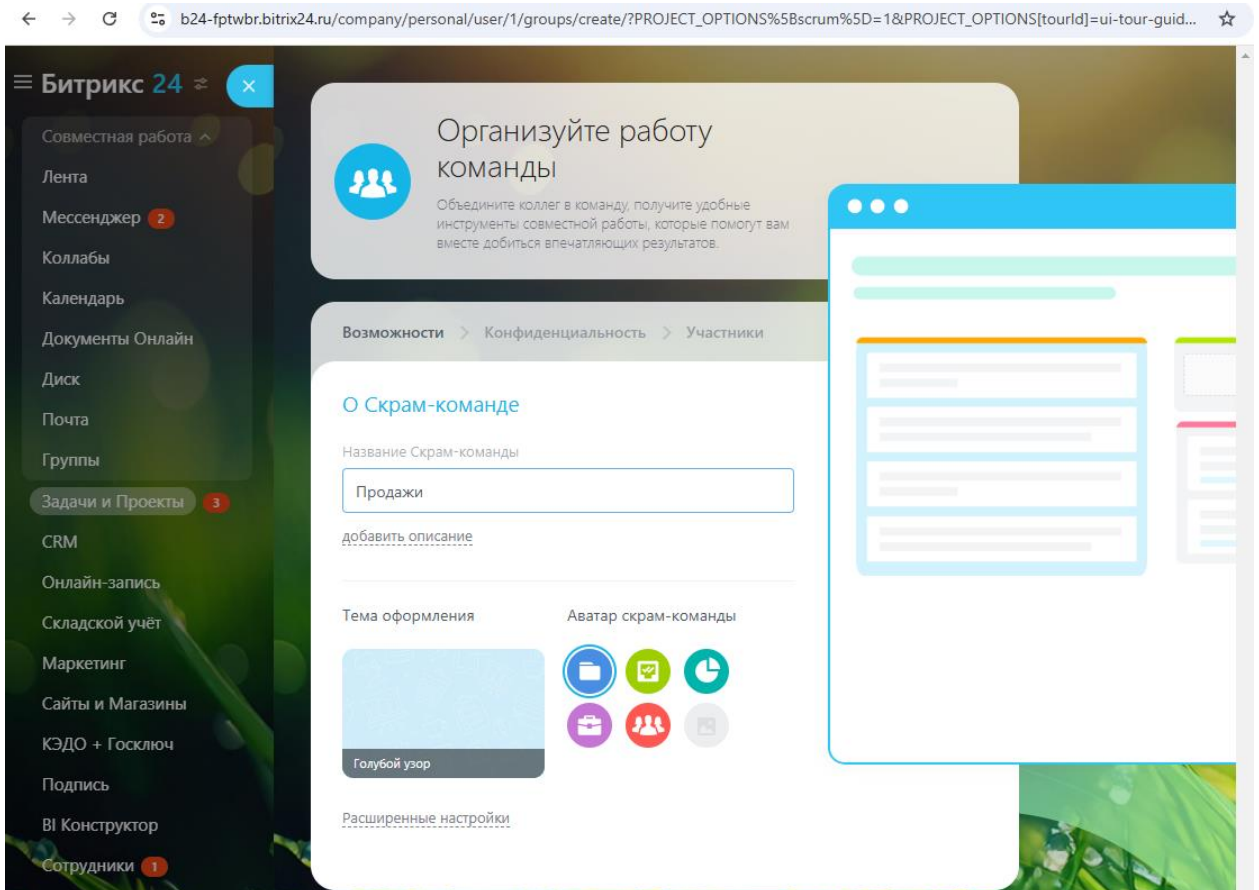 b24-fptwbr.bitrix24.ru/company/personal/user/1/groups/create/?PROJECT_OPTIONS%5Bscrum%5D=1&PROJECT_OPTIONS[tourId]=ui-tour-guid...
Битрикс 24
Совместная работа
Лента
Мессенджер 2
Коллабы
Календарь
Документы Онлайн
Диск
Почта
Группы
Задачи и Проекты 3
CRM
Онлайн-запись
Складской учёт
Маркетинг
Сайты и Магазины
КЭДО + Госключ
Подпись
BI Конструктор
Сотрудники 1
Организуйте работу
команды
Объедините коллег в команду, получите удобные
инструменты совместной работы, которые помогут вам
вместе добиться впечатляющих результатов.
Возможности > Конфиденциальность > Участники
О Скрам-команде
Название Скрам-команды
Продажи
добавить описание
Тема оформления
Аватар скрам-команды
Голубой узор
Расширенные настройки